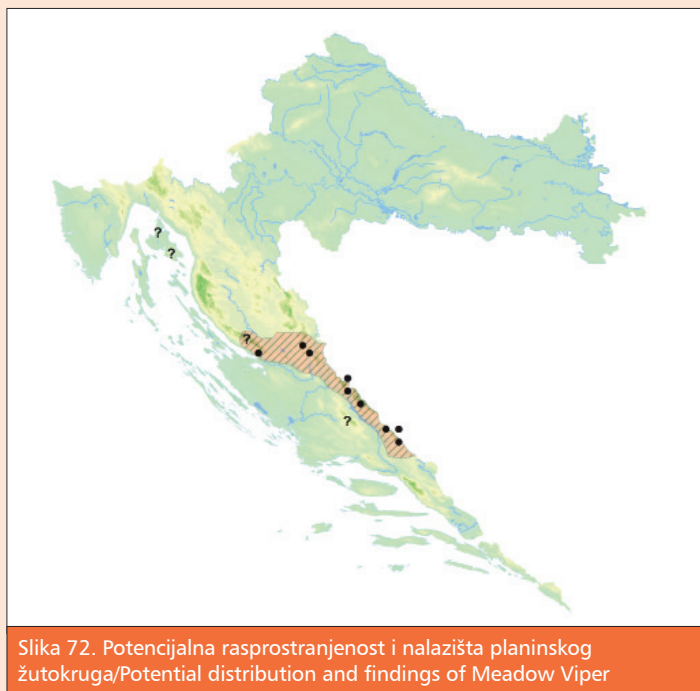 ?
?
?
?
Slika 72. Potencijalna rasprostranjenost i nalazišta planinskog
žutokruga/Potential distribution and findings of Meadow Viper